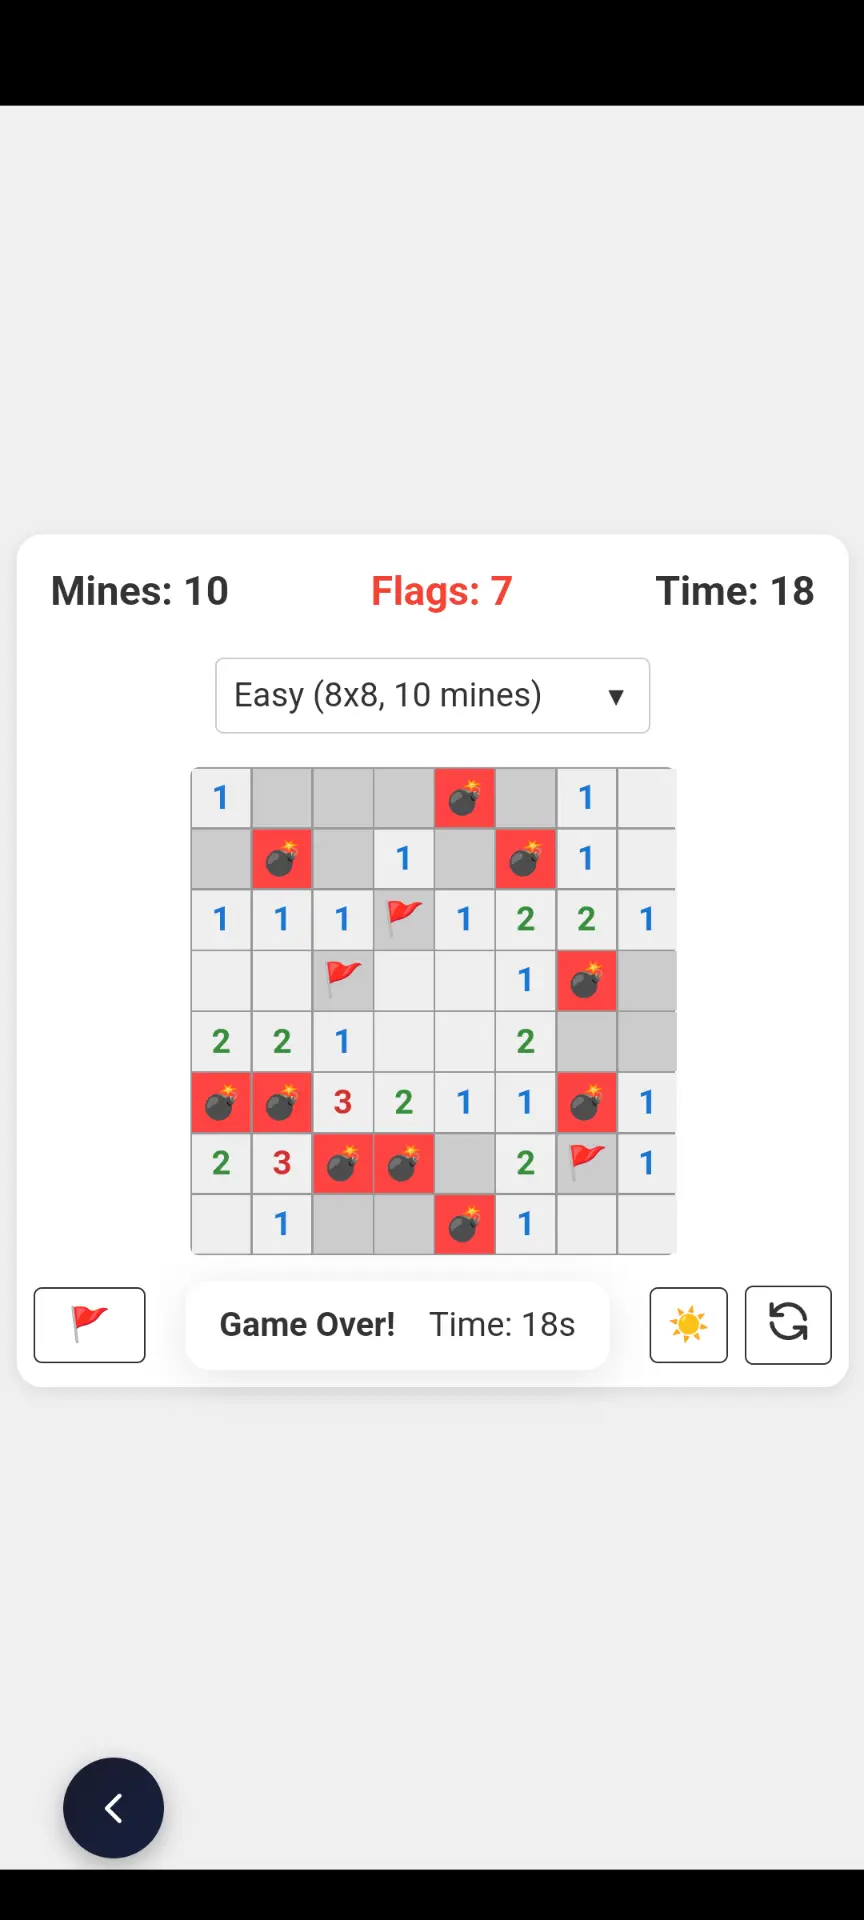 Mines: 10 Flags: 7 Time: 18
Easy (8x8, 10 mines) ▼
1 1
1 1
1 1 1 1 2 2 1
1
2 2 1 2
3 2 1 1 1
2 3 2 1
1 1
Game Over! Time: 18s